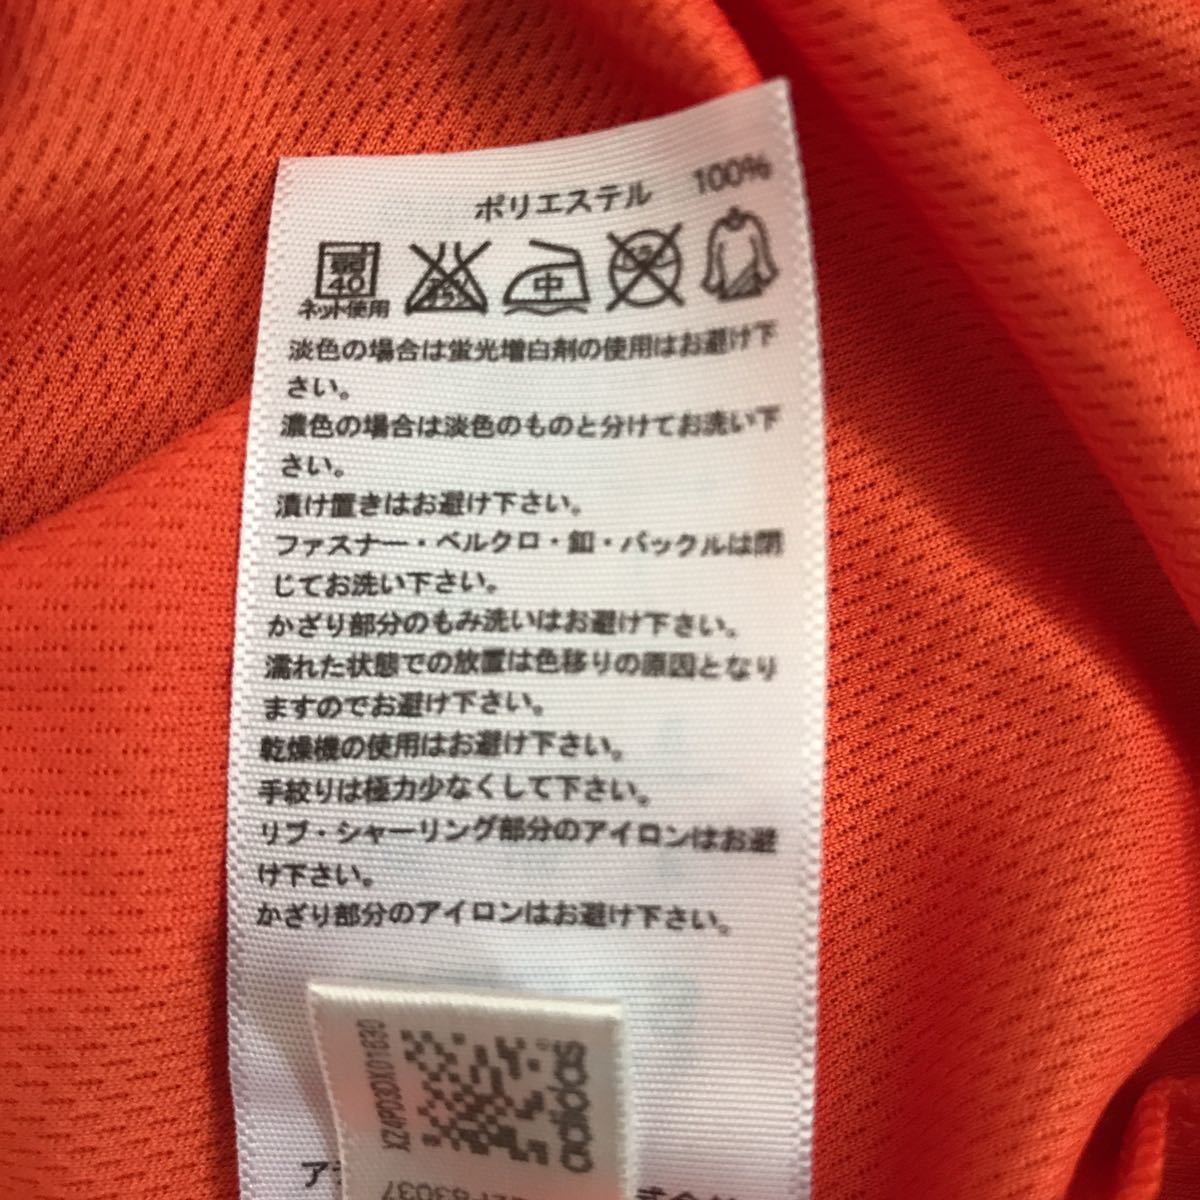 ポリエステル 100%
弱
40
中
ネット使用
淡色の場合は蛍光増白剤の使用はお避け下
さい。
濃色の場合は淡色のものと分けてお洗い下
さい。
漬け置きはお避け下さい。
ファスナー・ベルクロ・釦・バックルは閉
じてお洗い下さい。
かざり部分のもみ洗いはお避け下さい。
濡れた状態での放置は色移りの原因となり
ますのでお避け下さい。
乾燥機の使用はお避け下さい。
手絞りは極力少なくして下さい。
リブ・シャーリング部分のアイロンはお避
け下さい。
かざり部分のアイロンはお避け下さい。
adidas